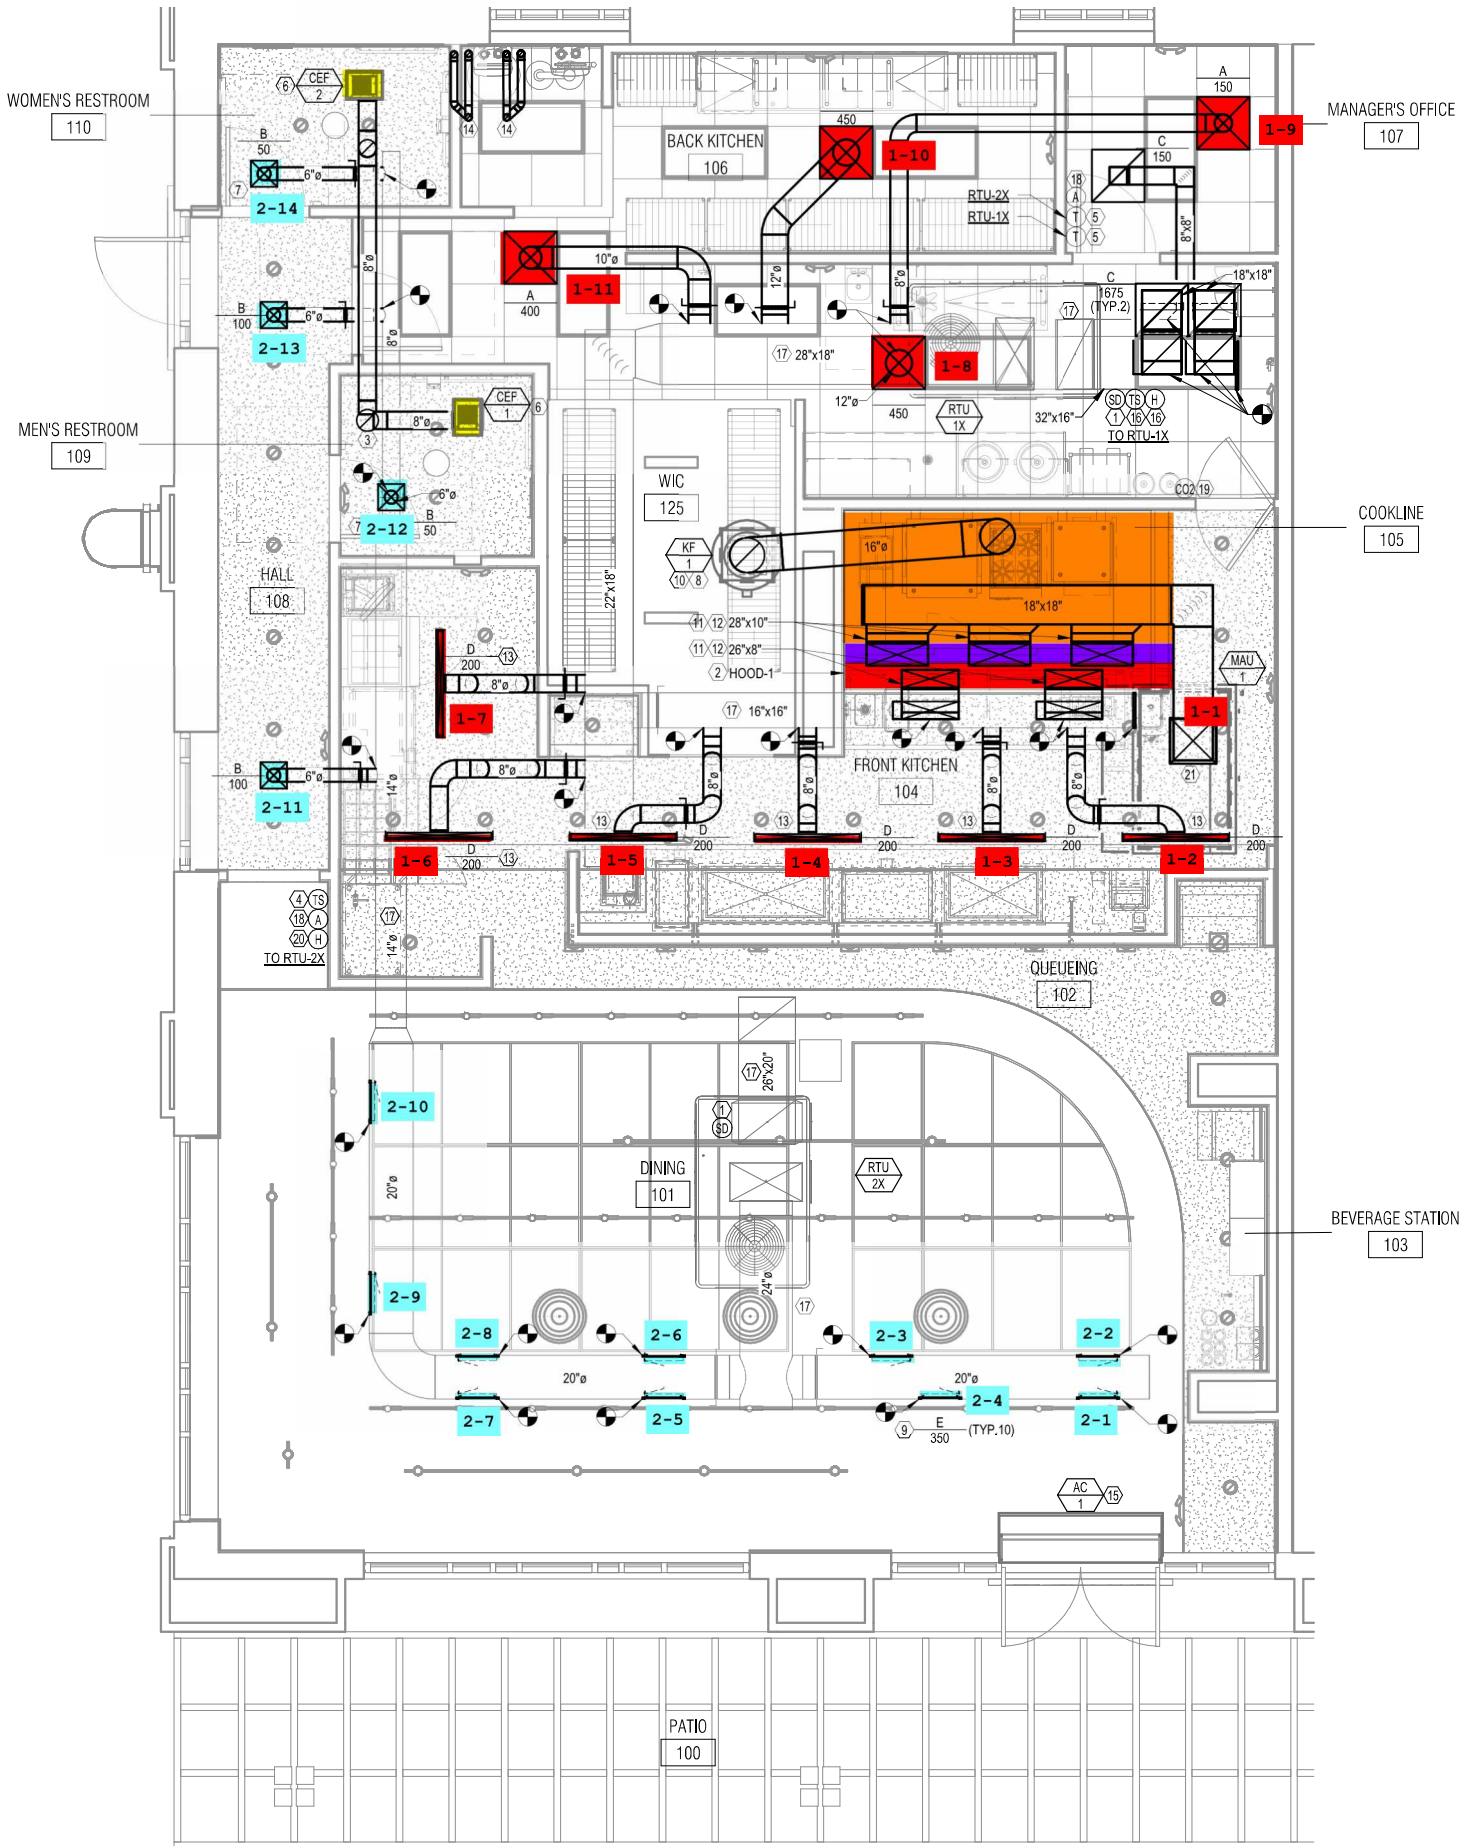 WOMEN'S RESTROOM
110
6
CEF
2
B
50
6"ø
7
2-14
14
14
BACK KITCHEN
106
450
1-10
A
150
1-9
MANAGER'S OFFICE
107
C
150
18
A
RTU-2X
T
5
RTU-1X
T
5
8"x8"
8"ø
10"ø
1-11
A
400
12"ø
8"ø
C
1675
(TYP.2)
17
18"x18"
B
100
6"ø
2-13
8"ø
17
28"x18"
1-8
12"ø
450
RTU
1X
32"x16"
SD
TS
H
1
16
16
TO RTU-1X
MEN'S RESTROOM
109
8"ø
3
CEF
1
6
6"ø
7
2-12
B
50
WIC
125
CO2
19
COOKLINE
105
KF
1
10
8
16"ø
HALL
108
22"x18"
18"x18"
11
12
28"x10"
11
12
26"x8"
2
HOOD-1
MAU
1
D
200
13
8"ø
1-7
17
16"x16"
1-1
21
FRONT KITCHEN
104
B
100
6"ø
2-11
14"ø
8"ø
8"ø
8"ø
8"ø
8"ø
13
13
13
13
1-6
D
200
13
1-5
D
200
1-4
D
200
1-3
D
200
1-2
D
200
4
TS
18
A
20
H
TO RTU-2X
17
14"ø
QUEUEING
102
17
26"x20"
2-10
1
SD
DINING
101
RTU
2X
20"ø
BEVERAGE STATION
103
2-9
24"ø
17
2-8
2-6
2-3
2-2
20"ø
20"ø
2-7
2-5
2-4
2-1
9
E
350
(TYP.10)
AC
1
15
PATIO
100